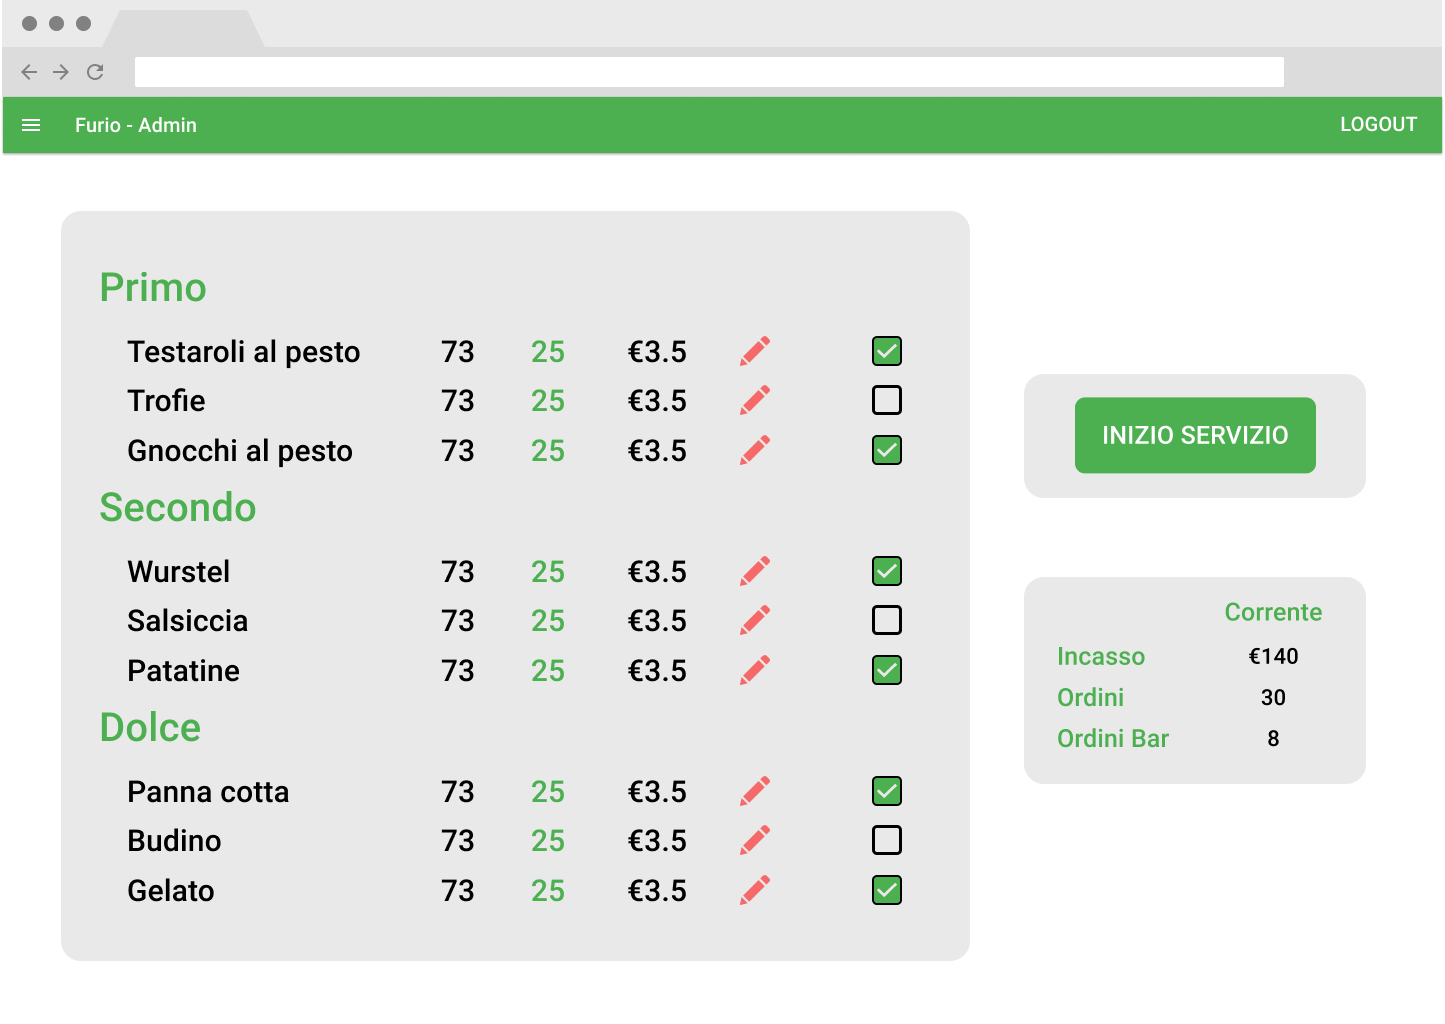 Furio - Admin LOGOUT
Primo
Testaroli al pesto 73 25 €3.5
Trofie 73 25 €3.5
Gnocchi al pesto 73 25 €3.5
Secondo
Wurstel 73 25 €3.5
Salsiccia 73 25 €3.5
Patatine 73 25 €3.5
Dolce
Panna cotta 73 25 €3.5
Budino 73 25 €3.5
Gelato 73 25 €3.5
INIZIO SERVIZIO
Corrente
Incasso €140
Ordini 30
Ordini Bar 8